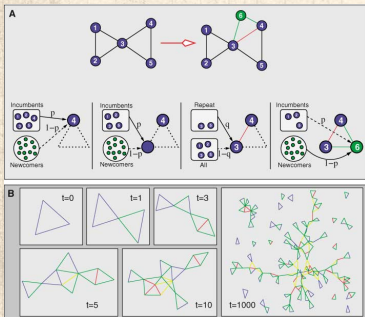 A
6
1
4
1
4
3
3
2
5
2
5
Incumbents
p
4
1-p
Newcomers
Incumbents
p
1-p
Newcomers
Repeat
q
4
3
All
1-q
Incumbents
p
4
3
6
1-p
Newcomers
B
t=0
t=1
t=3
t=5
t=10
t=1000